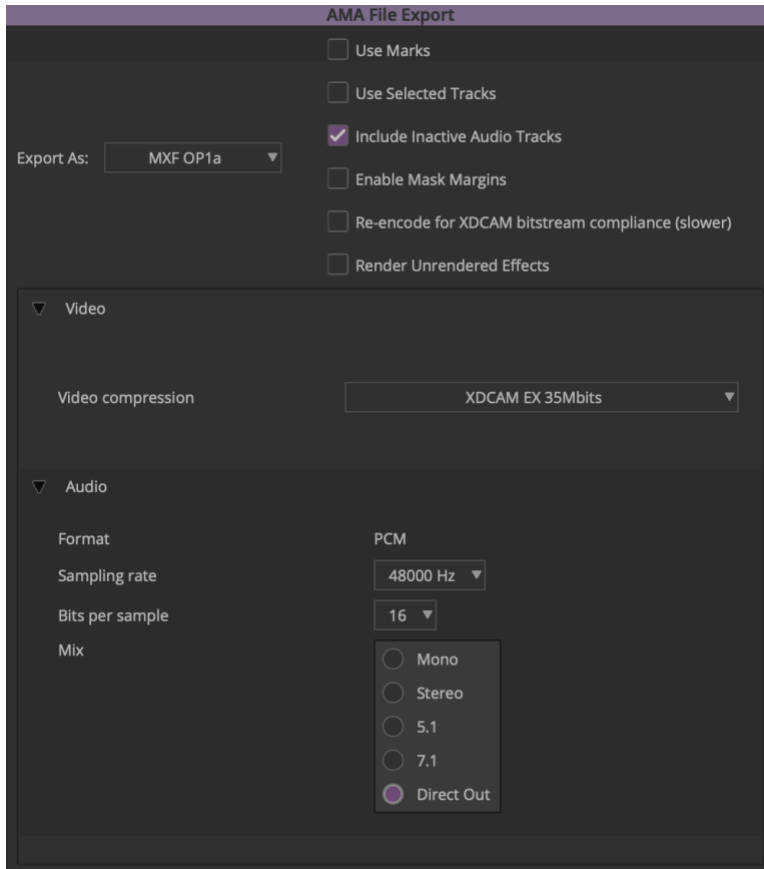 AMA File Export
Use Marks
Use Selected Tracks
Include Inactive Audio Tracks
Export As: MXF OP1a
Enable Mask Margins
Re-encode for XDCAM bitstream compliance (slower)
Render Unrendered Effects
Video
Video compression XDCAM EX 35Mbits
Audio
Format PCM
Sampling rate 48000 Hz
Bits per sample 16
Mix
Mono
Stereo
5.1
7.1
Direct Out